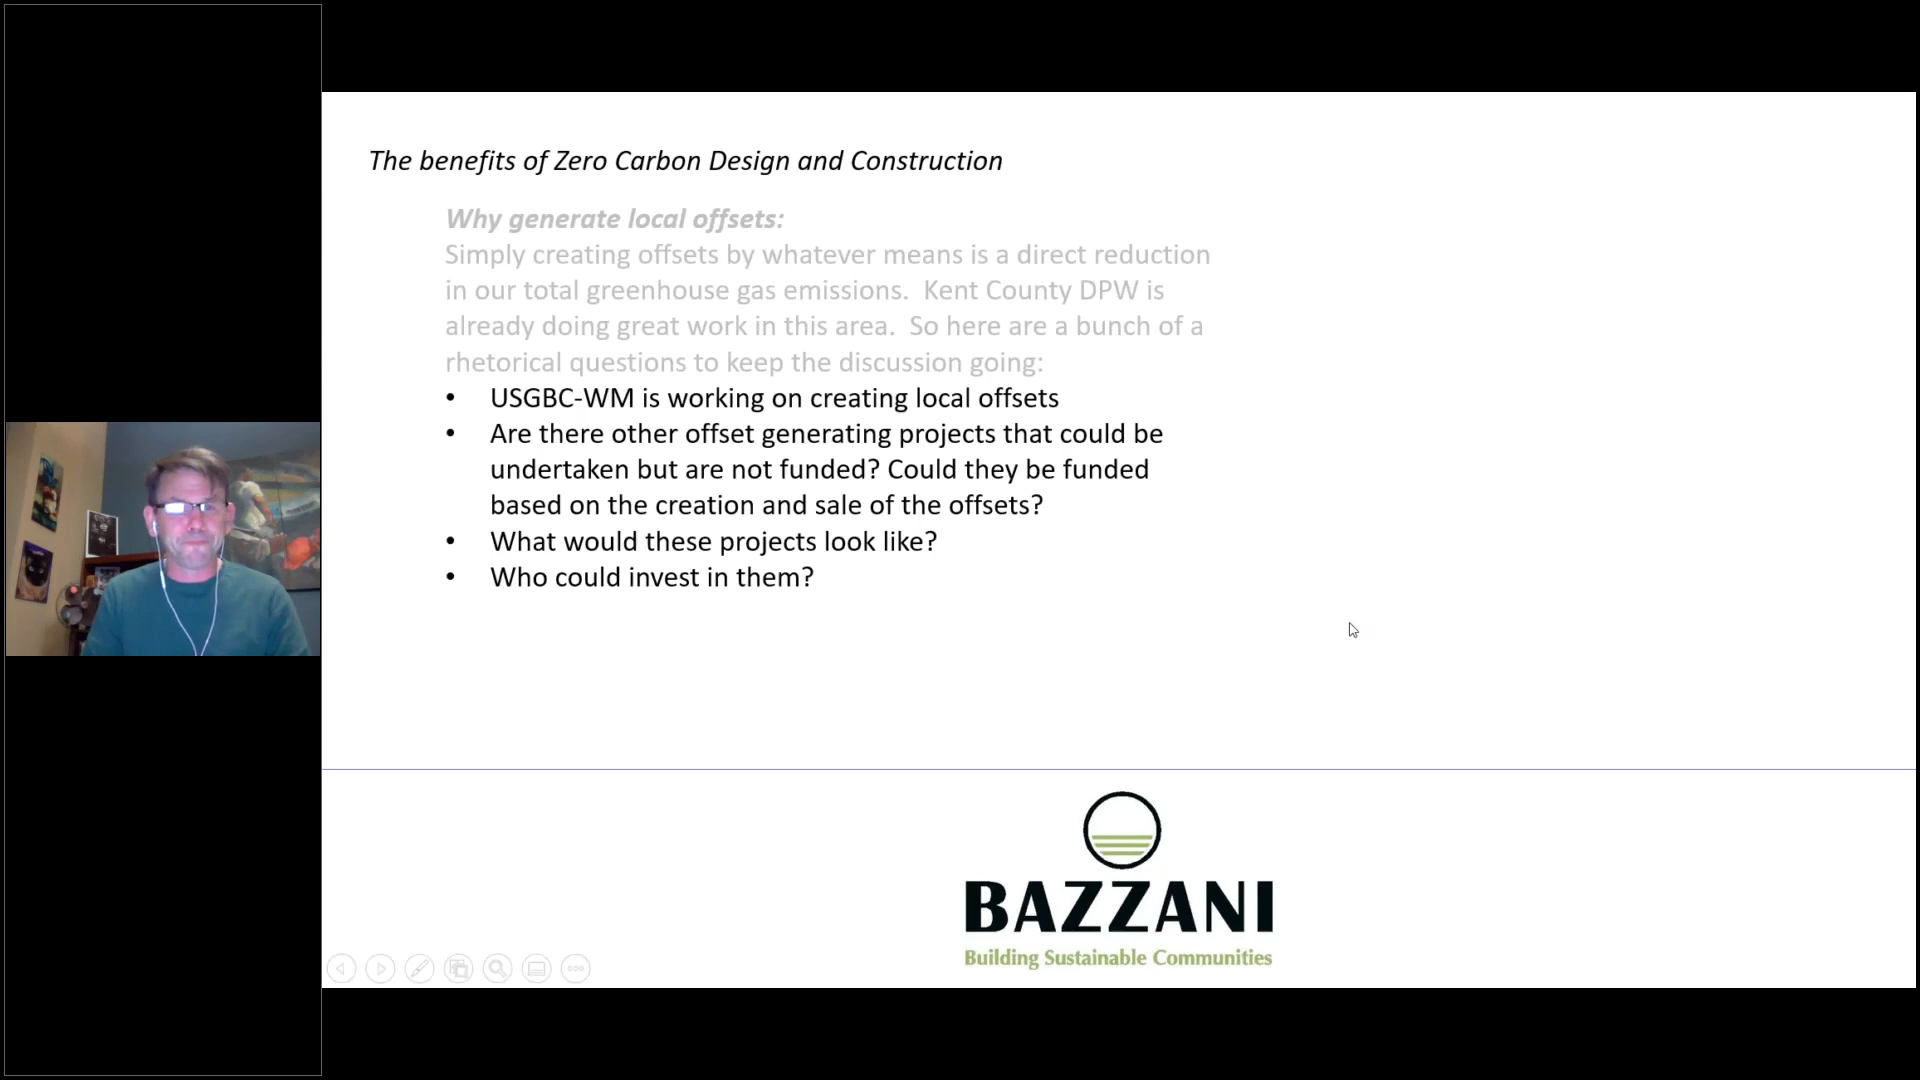 The benefits of Zero Carbon Design and Construction
Why generate local offsets:
Simply creating offsets by whatever means is a direct reduction
in our total greenhouse gas emissions.  Kent County DPW is
already doing great work in this area.  So here are a bunch of a
rhetorical questions to keep the discussion going:
• USGBC-WM is working on creating local offsets
• Are there other offset generating projects that could be
undertaken but are not funded? Could they be funded
based on the creation and sale of the offsets?
• What would these projects look like?
• Who could invest in them?
BAZZANI
Building Sustainable Communities